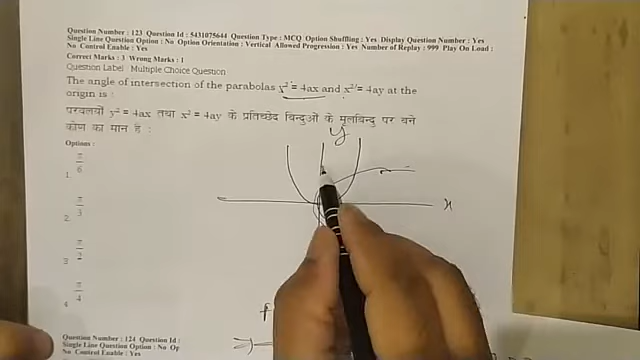 Question Number : 123 Question Id : 5431075644 Question Type : MCQ Option Shuffling : Yes Display Question Number : Yes
Single Line Question Option : No Option Orientation : Vertical Allowed Progression : Yes Number of Replay : 999 Play On Load :
No Control Enable : Yes
Correct Marks : 3 Wrong Marks : 1
Question Label : Multiple Choice Question
The angle of intersection of the parabolas y² = 4ax and x² = 4ay at the
origin is :
परवलयों y² = 4ax तथा x² = 4ay के प्रतिच्छेद बिन्दुओं के मूलबिन्दु पर बने
कोण का मान है :
y
Options :
1. π/6
x
2. π/3
3. π/2
4. π/4
Question Number : 124 Question Id :
Single Line Question Option : No Op
No Control Enable : Yes